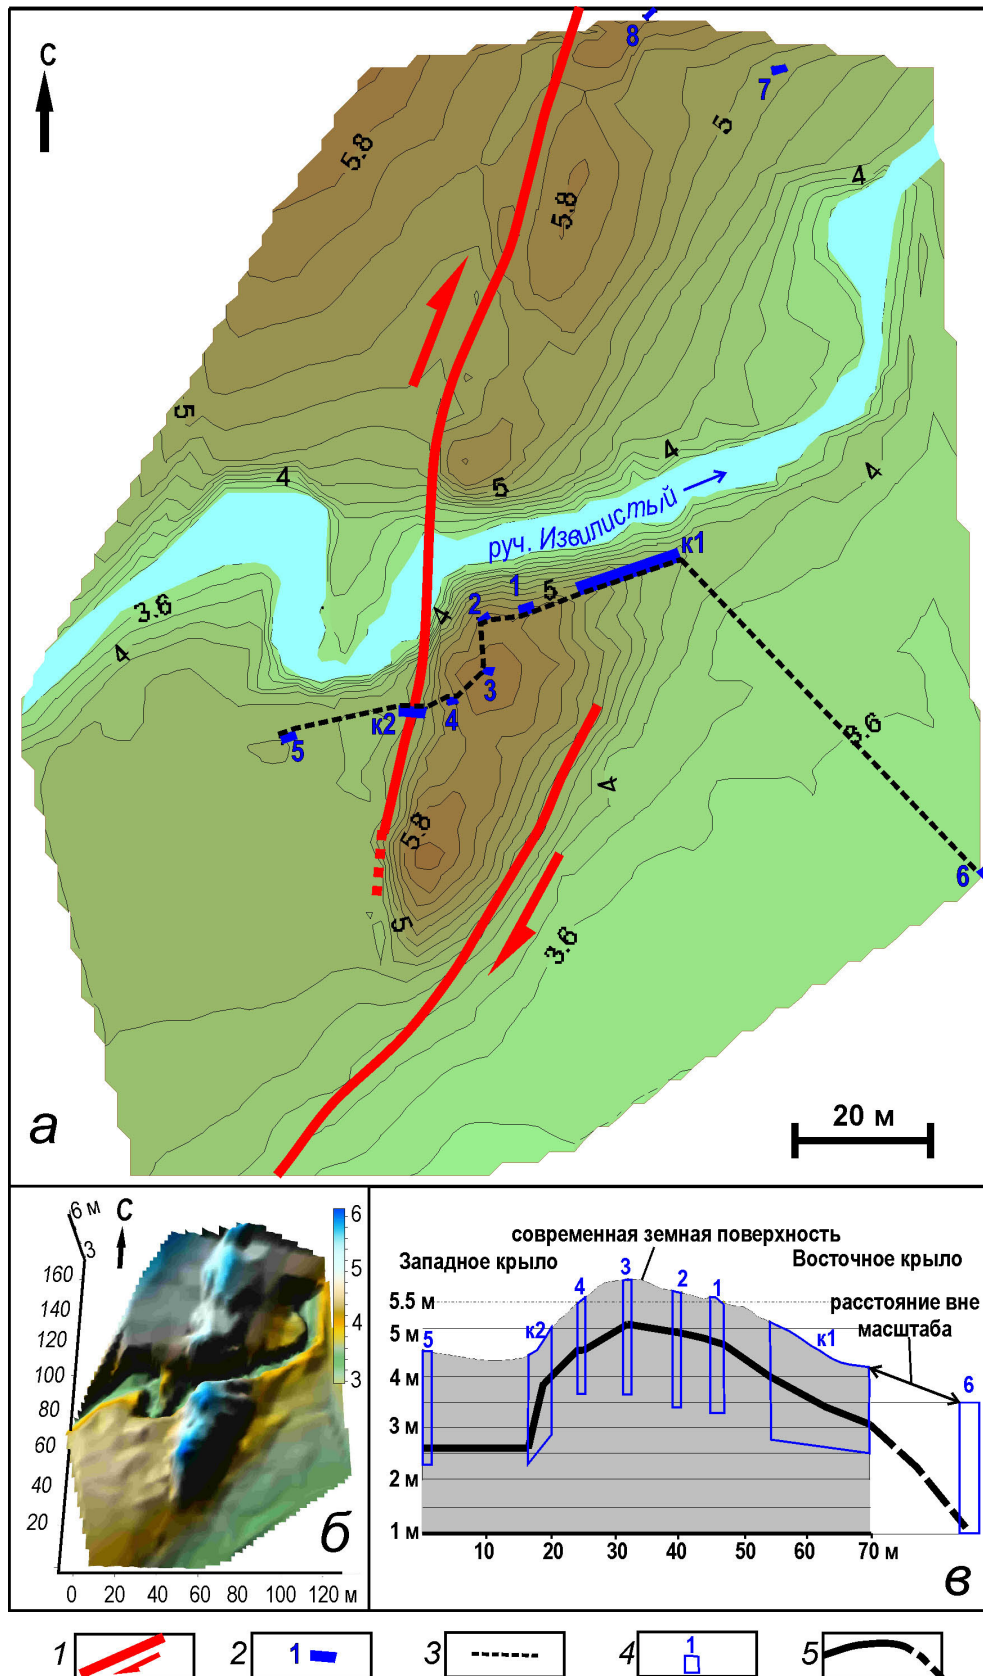 С
8
7
5
5.8
4
5.8
5
4
4
5
4
руч. Извилистый
к1
3.6
4
1
5
2
4
3
к2
4
5
3.6
4
5.8
6
5
3.6
20 м
а
6 м
3
С
160
140
120
100
80
60
40
20
0 20 40 60 80 100 120 м
6
5
4
3
б
современная земная поверхность
Западное крыло
Восточное крыло
расстояние вне
масштаба
5.5 м
5 м
4 м
3 м
2 м
1 м
5
к2
4
3
2
1
к1
6
10 20 30 40 50 60 70 м
в
1
2 1
3
4 1
5